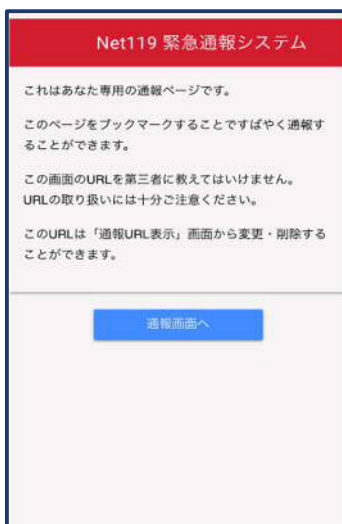 Net119 緊急通報システム
これはあなた専用の通報ページです。
このページをブックマークすることですばやく通報す
ることができます。
この画面のURLを第三者に教えてはいけません。
URLの取り扱いには十分ご注意ください。
このURLは「通報URL表示」画面から変更・削除する
ことができます。
通報画面へ